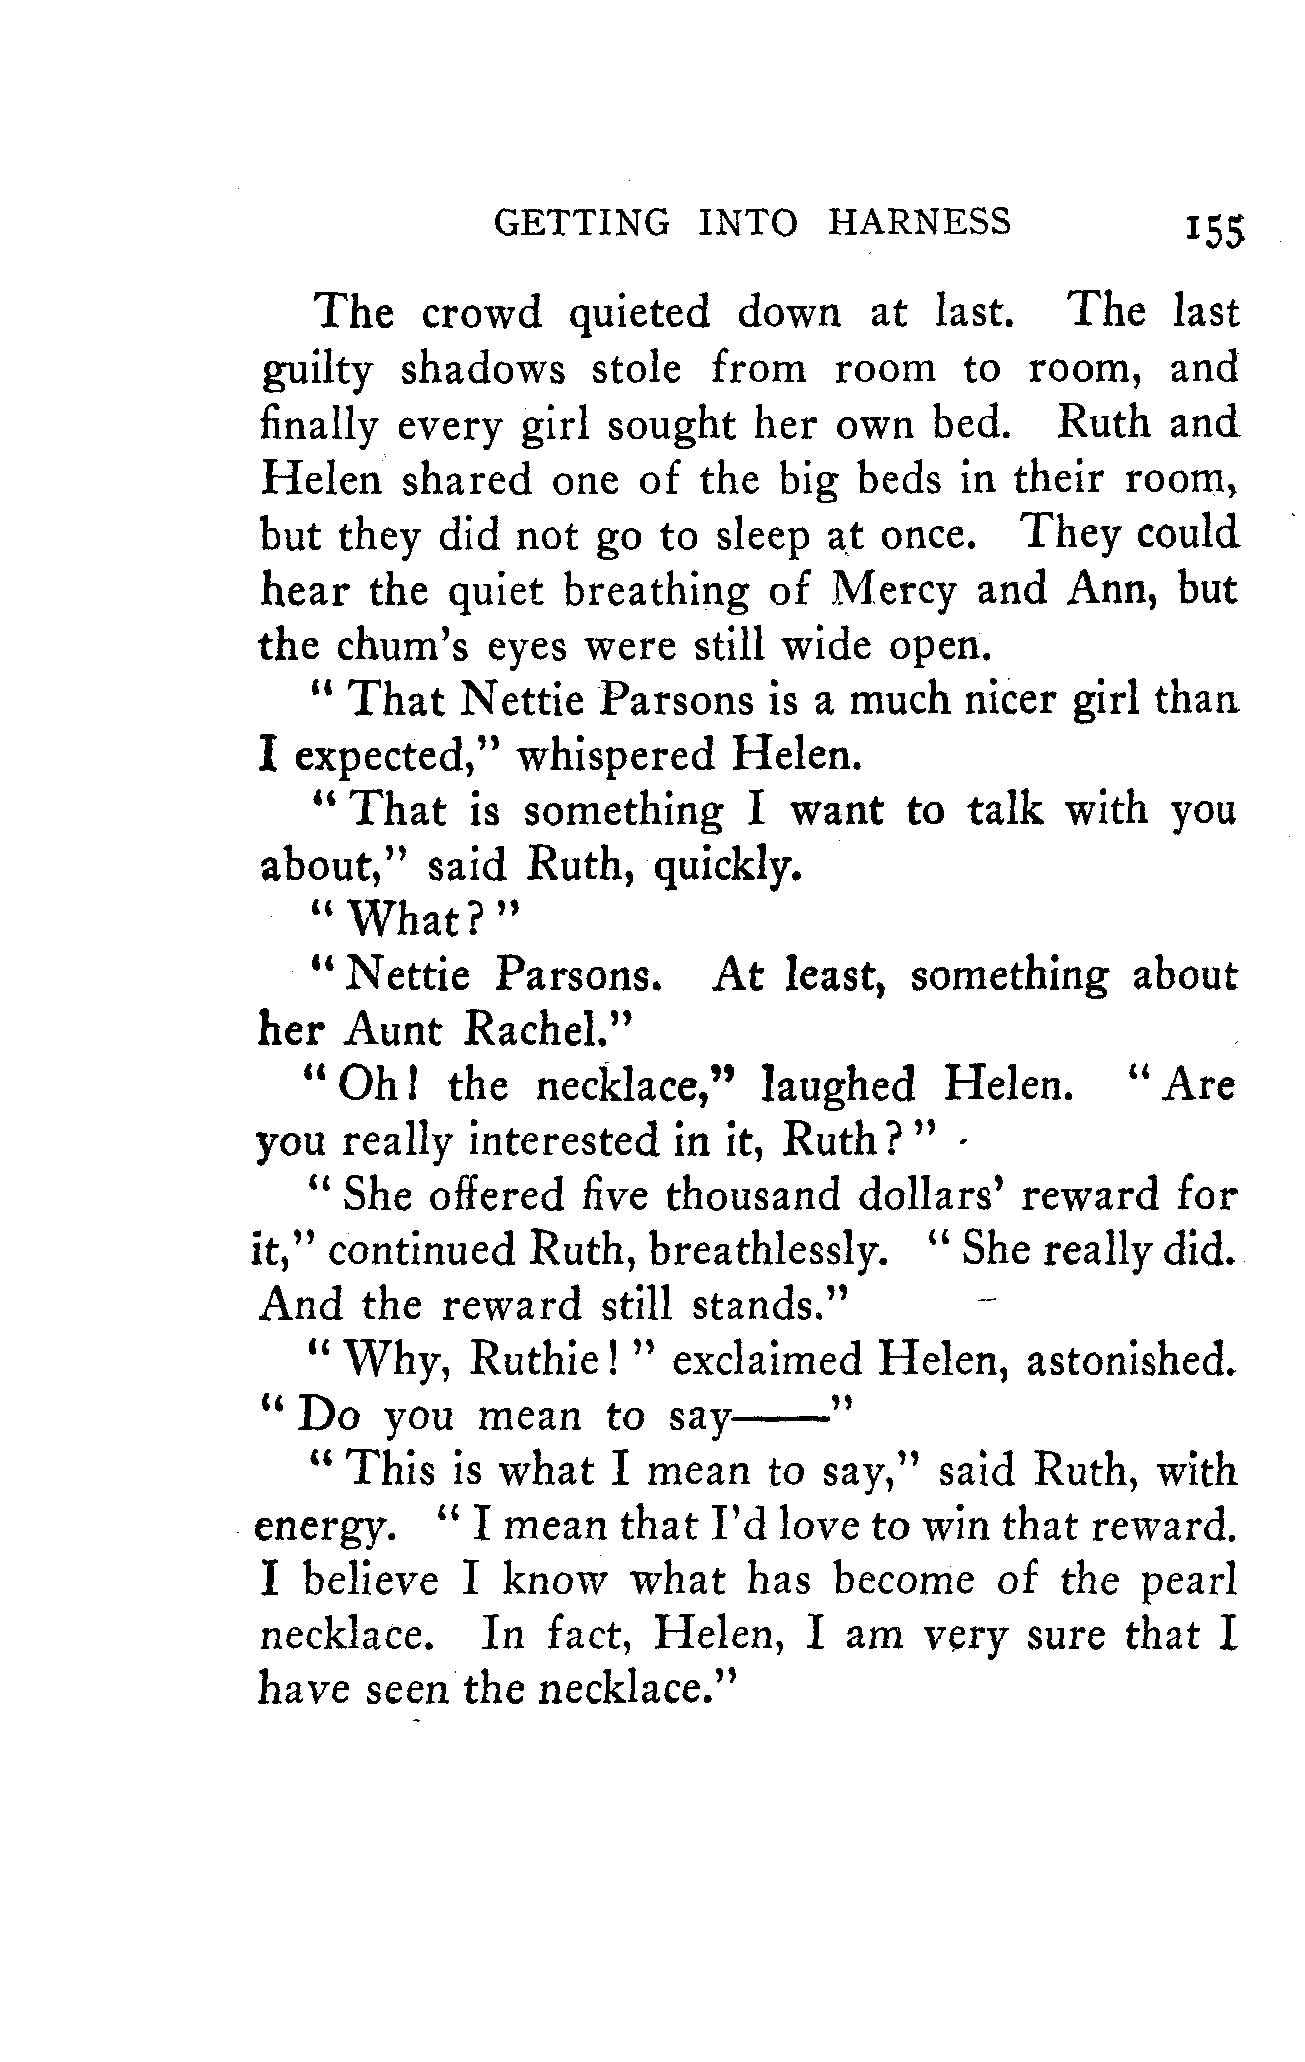 GETTING INTO HARNESS 155
The crowd quieted down at last. The last
guilty shadows stole from room to room, and
finally every girl sought her own bed. Ruth and
Helen shared one of the big beds in their room,
but they did not go to sleep at once. They could
hear the quiet breathing of Mercy and Ann, but
the chum's eyes were still wide open.
" That Nettie Parsons is a much nicer girl than
I expected," whispered Helen.
" That is something I want to talk with you
about," said Ruth, quickly.
" What? "
" Nettie Parsons. At least, something about
her Aunt Rachel."
" Oh! the necklace," laughed Helen. " Are
you really interested in it, Ruth? "
" She offered five thousand dollars' reward for
it," continued Ruth, breathlessly. " She really did.
And the reward still stands."
" Why, Ruthie! " exclaimed Helen, astonished.
" Do you mean to say——"
" This is what I mean to say," said Ruth, with
energy. " I mean that I'd love to win that reward.
I believe I know what has become of the pearl
necklace. In fact, Helen, I am very sure that I
have seen the necklace."